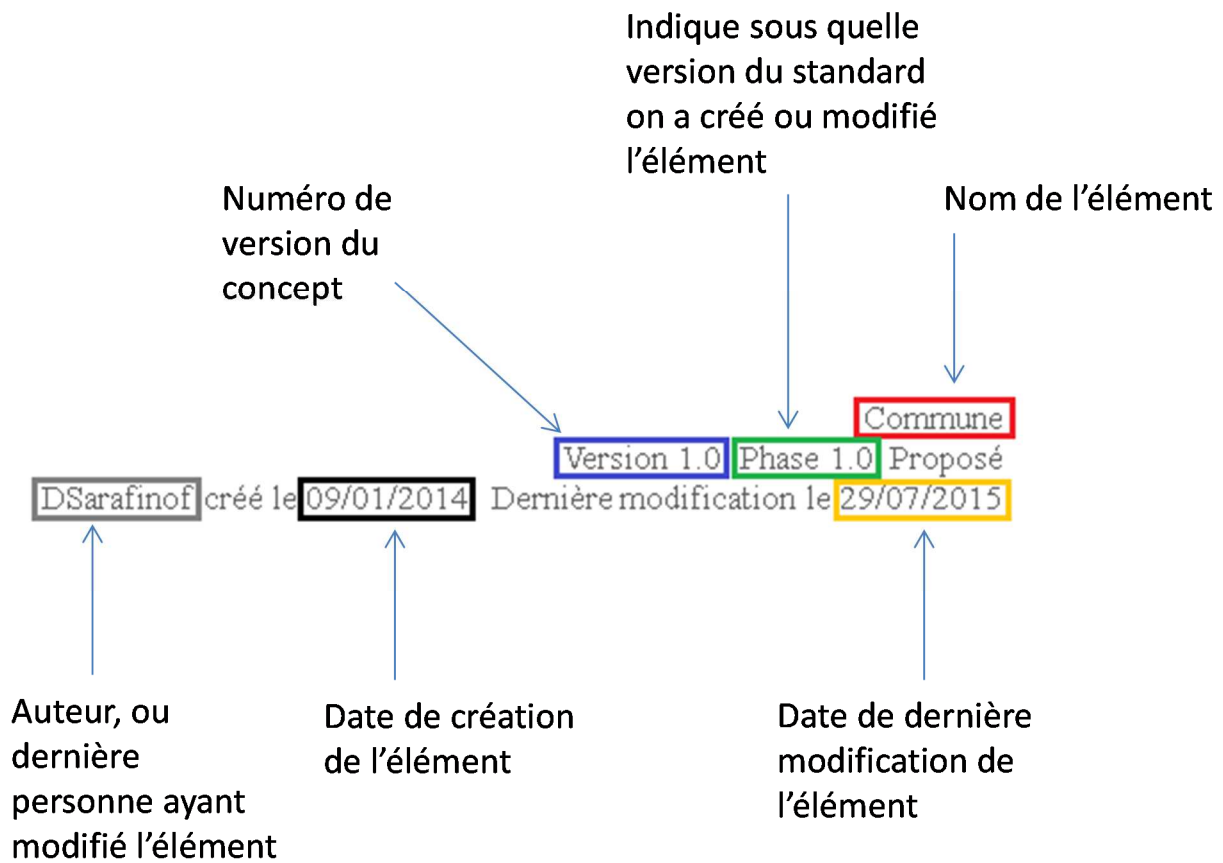 Indique sous quelle
version du standard
on a créé ou modifié
l’élément
Numéro de
version du
concept
Nom de l’élément
Commune
Version 1.0 Phase 1.0 Proposé
DSarafinof créé le 09/01/2014 Dernière modification le 29/07/2015
Auteur, ou
dernière
personne ayant
modifié l’élément
Date de création
de l’élément
Date de dernière
modification de
l’élément